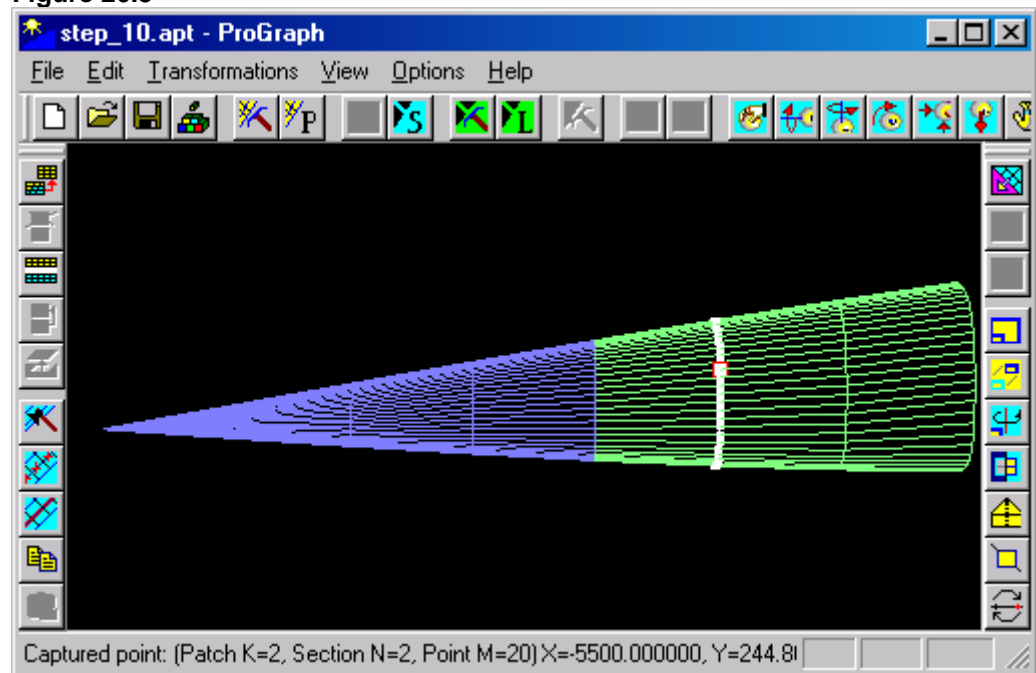 step_10.apt - ProGraph
File Edit Transformations View Options Help
P S L
Captured point: (Patch K=2, Section N=2, Point M=20) X=-5500.000000, Y=244.8